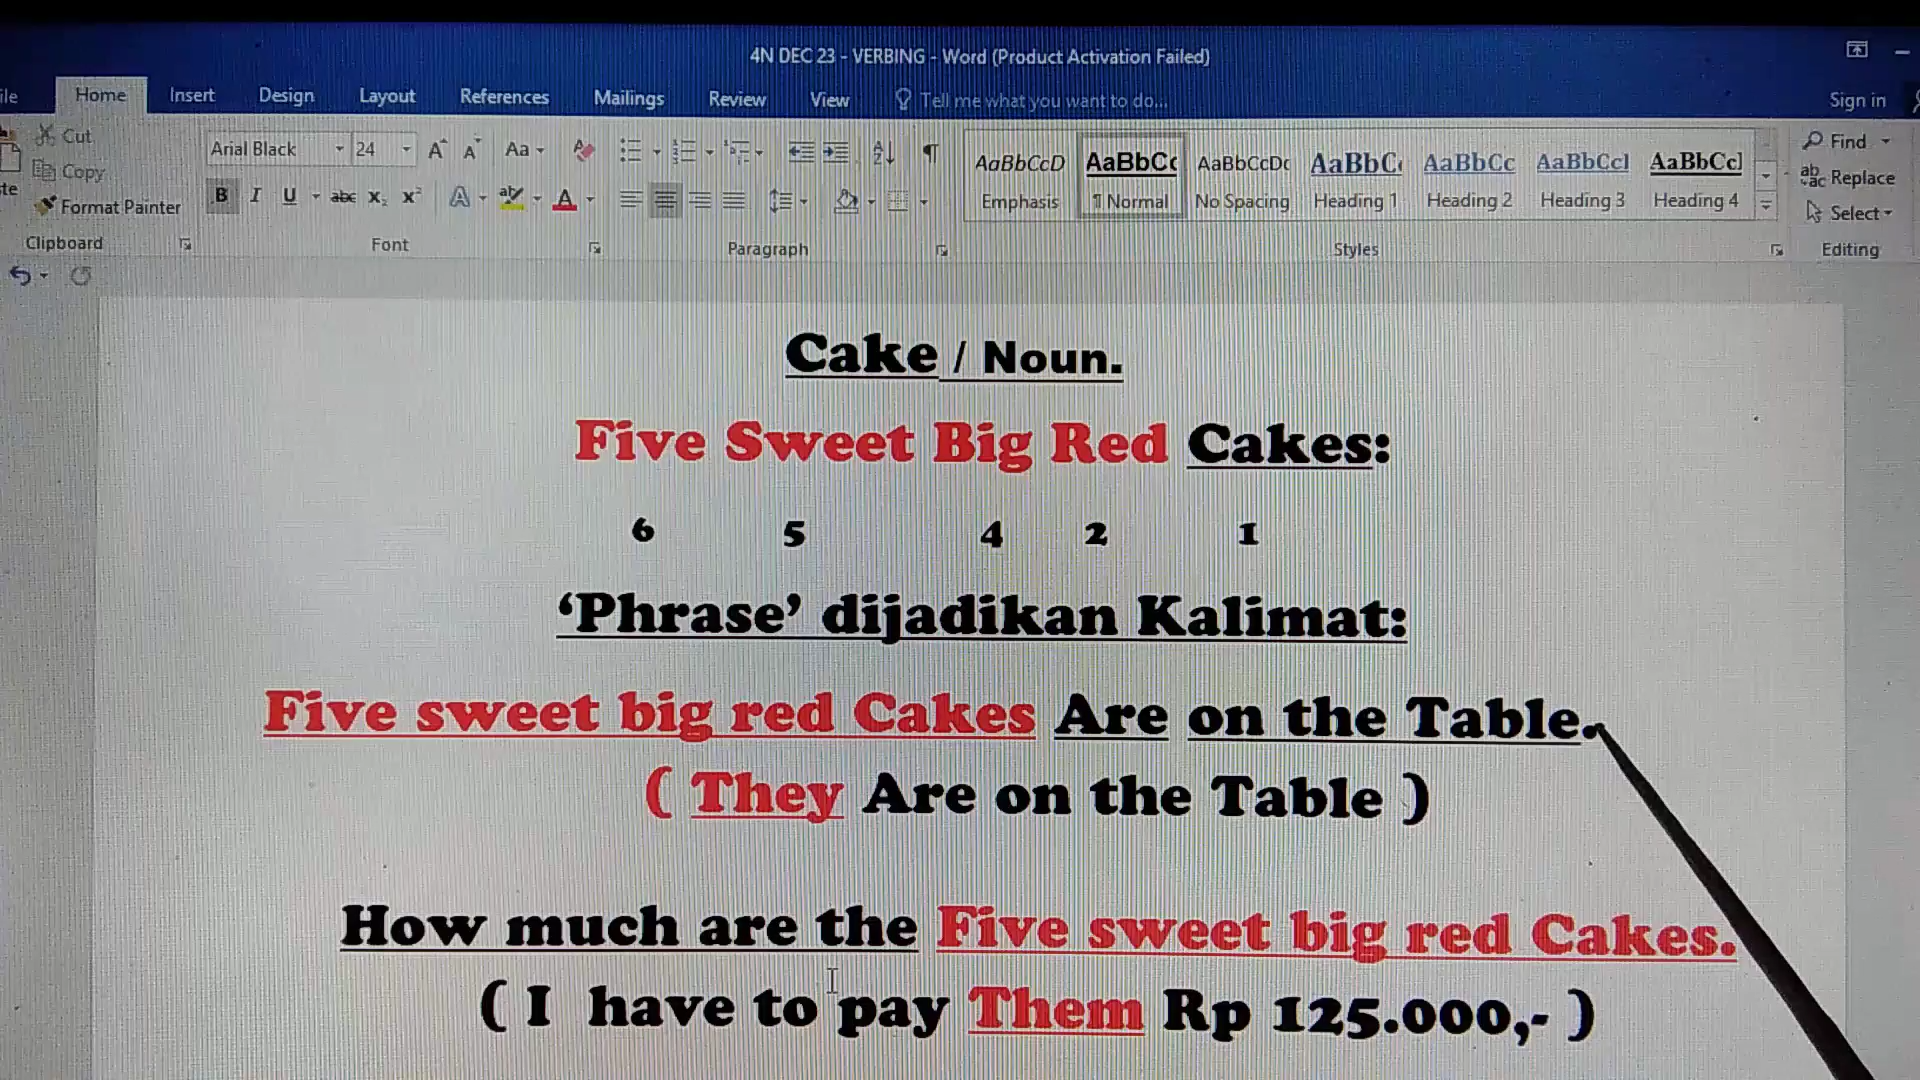 4N DEC 23 - VERBING - Word (Product Activation Failed)
ile Home Insert Design Layout References Mailings Review View Tell me what you want to do... Sign in
Cut
Copy
te
Format Painter
Clipboard
Arial Black 24
Font
Paragraph
AaBbCcD AaBbCc AaBbCcDc AaBbC AaBbCc AaBbCcl AaBbCcl
Emphasis ¶ Normal No Spacing Heading 1 Heading 2 Heading 3 Heading 4
Styles
Find
Replace
Select
Editing
Cake / Noun.
Five Sweet Big Red Cakes:
6 5 4 2 1
‘Phrase’ dijadikan Kalimat:
Five sweet big red Cakes Are on the Table.
( They Are on the Table )
How much are the Five sweet big red Cakes.
( I have to pay Them Rp 125.000,- )